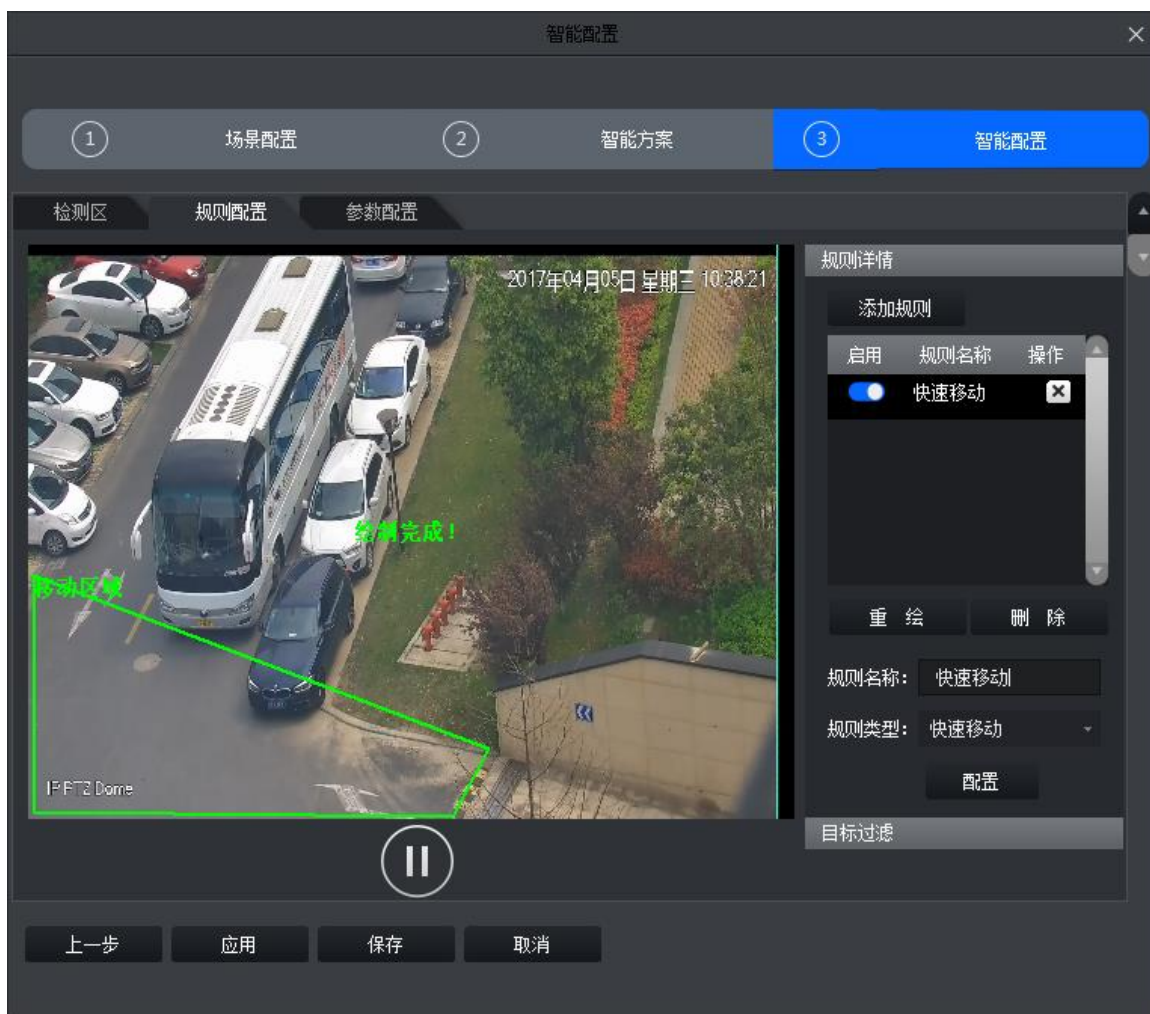 智能配置
1 场景配置 2 智能方案 3 智能配置
检测区 规则配置 参数配置
2017年04月05日 星期三 10:38:21
绘制完成！
移动区域
IP PTZ Dome
规则详情
添加规则
启用 规则名称 操作
快速移动
重 绘 删 除
规则名称： 快速移动
规则类型： 快速移动
配置
目标过滤
上一步 应用 保存 取消